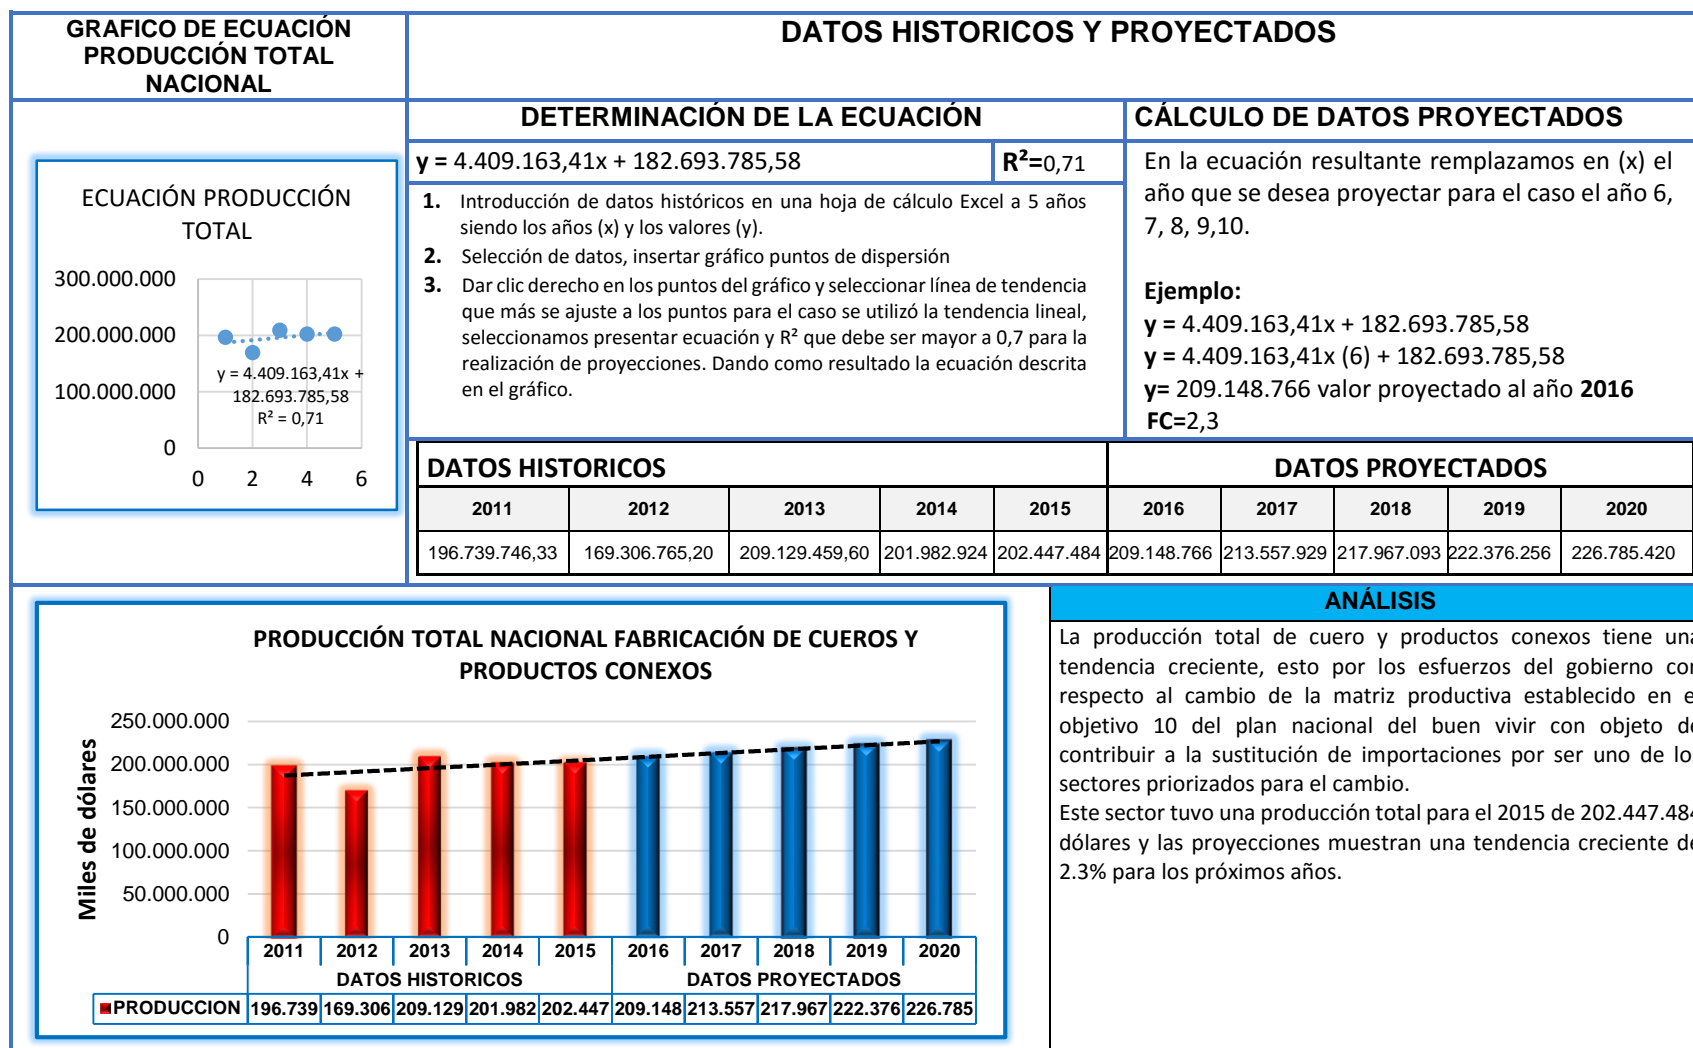 GRAFICO DE ECUACIÓN
PRODUCCIÓN TOTAL
NACIONAL
DATOS HISTORICOS Y PROYECTADOS
DETERMINACIÓN DE LA ECUACIÓN
CÁLCULO DE DATOS PROYECTADOS
ECUACIÓN PRODUCCIÓN
TOTAL
300.000.000
200.000.000
100.000.000
0
0 2 4 6
y = 4.409.163,41x +
182.693.785,58
R² = 0,71
y = 4.409.163,41x + 182.693.785,58
R²=0,71
1. Introducción de datos históricos en una hoja de cálculo Excel a 5 años
siendo los años (x) y los valores (y).
2. Selección de datos, insertar gráfico puntos de dispersión
3. Dar clic derecho en los puntos del gráfico y seleccionar línea de tendencia
que más se ajuste a los puntos para el caso se utilizó la tendencia lineal,
seleccionamos presentar ecuación y R² que debe ser mayor a 0,7 para la
realización de proyecciones. Dando como resultado la ecuación descrita
en el gráfico.
En la ecuación resultante remplazamos en (x) el
año que se desea proyectar para el caso el año 6,
7, 8, 9,10.
Ejemplo:
y = 4.409.163,41x + 182.693.785,58
y = 4.409.163,41x (6) + 182.693.785,58
y= 209.148.766 valor proyectado al año 2016
FC=2,3
DATOS HISTORICOS DATOS PROYECTADOS
2011 2012 2013 2014 2015 2016 2017 2018 2019 2020
196.739.746,33 169.306.765,20 209.129.459,60 201.982.924 202.447.484 209.148.766 213.557.929 217.967.093 222.376.256 226.785.420
PRODUCCIÓN TOTAL NACIONAL FABRICACIÓN DE CUEROS Y
PRODUCTOS CONEXOS
Miles de dólares
250.000.000
200.000.000
150.000.000
100.000.000
50.000.000
0
2011 2012 2013 2014 2015 2016 2017 2018 2019 2020
DATOS HISTORICOS DATOS PROYECTADOS
PRODUCCION 196.739 169.306 209.129 201.982 202.447 209.148 213.557 217.967 222.376 226.785
ANÁLISIS
La producción total de cuero y productos conexos tiene una
tendencia creciente, esto por los esfuerzos del gobierno con
respecto al cambio de la matriz productiva establecido en el
objetivo 10 del plan nacional del buen vivir con objeto de
contribuir a la sustitución de importaciones por ser uno de lo
sectores priorizados para el cambio.
Este sector tuvo una producción total para el 2015 de 202.447.484
dólares y las proyecciones muestran una tendencia creciente de
2.3% para los próximos años.